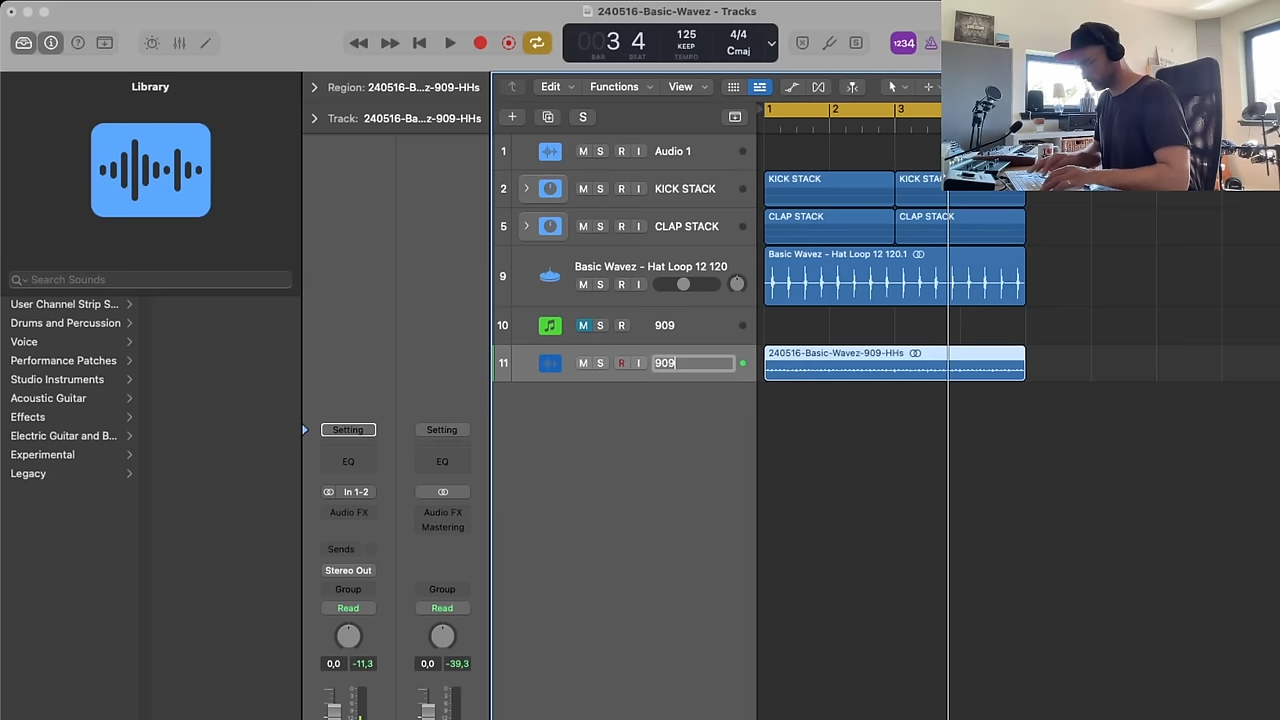 240516-Basic-Wavez - Tracks
003 4
BAR BEAT
125
KEEP
TEMPO
4/4
Cmaj
1234
Library
Search Sounds
User Channel Strip S...
Drums and Percussion
Voice
Performance Patches
Studio Instruments
Acoustic Guitar
Effects
Electric Guitar and B...
Experimental
Legacy
Region: 240516-B...z-909-HHs
Track: 240516-Ba...z-909-HHs
Setting Setting
EQ EQ
In 1-2
Audio FX Audio FX
Mastering
Sends
Stereo Out
Group Group
Read Read
0,0 -11,3 0,0 -39,3
Edit Functions View
S
1 2 3
1 M S R I Audio 1
2 M S R I KICK STACK
5 M S R I CLAP STACK
9 Basic Wavez - Hat Loop 12 120
M S R I
10 M S R 909
11 M S R I 909
KICK STACK KICK STA
CLAP STACK CLAP STACK
Basic Wavez - Hat Loop 12 120.1
240516-Basic-Wavez-909-HHs